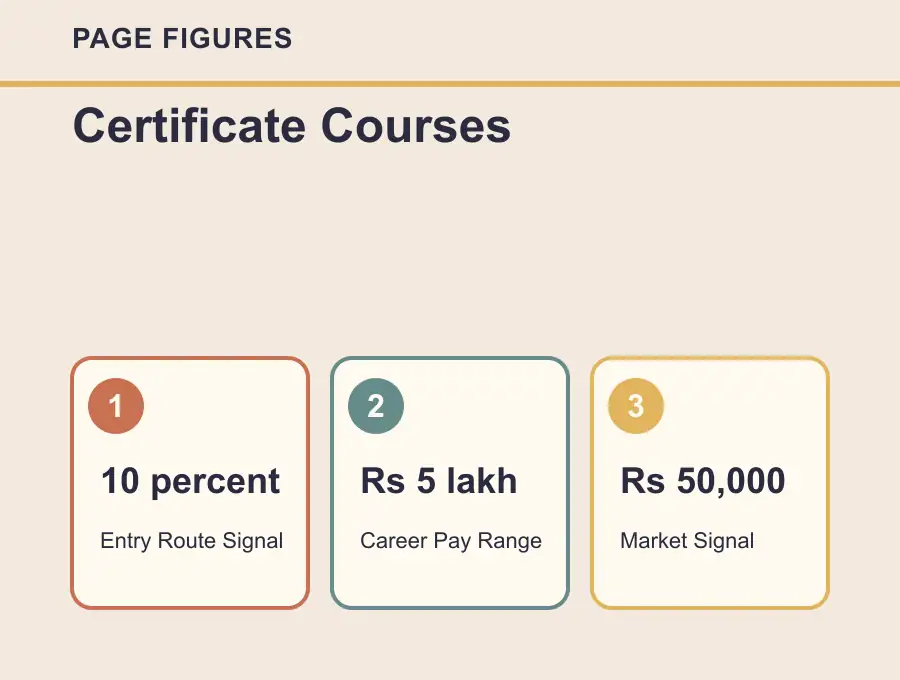 PAGE FIGURES
Certificate Courses
1
10 percent
Entry Route Signal
2
Rs 5 lakh
Career Pay Range
3
Rs 50,000
Market Signal